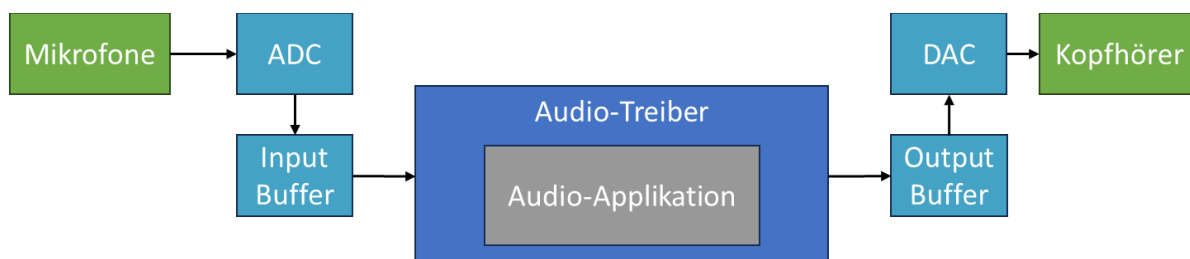 Mikrofone
ADC
Input
Buffer
Audio-Treiber
Audio-Applikation
Output
Buffer
DAC
Kopfhörer